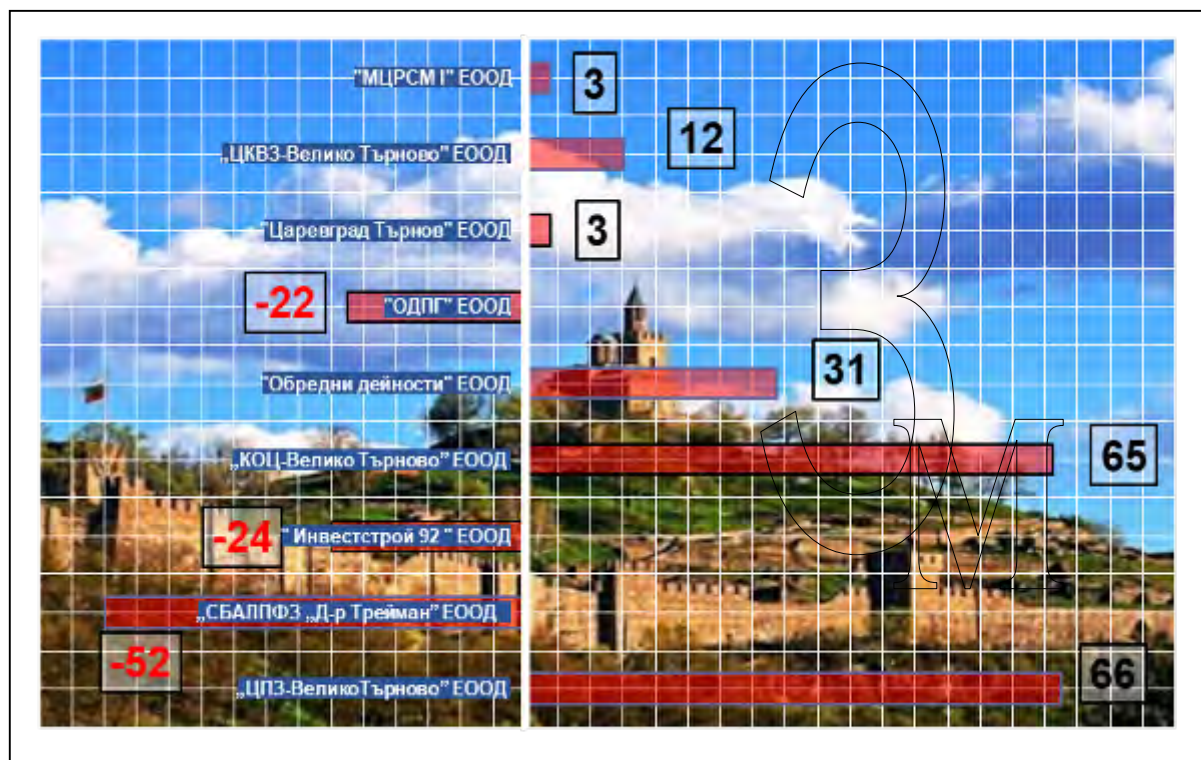 "МЦРСМ I" ЕООД
3
„ЦКВЗ-Велико Търново" ЕООД
12
"Царевград Търнов" ЕООД
3
-22
"ОДПГ" ЕООД
"Обредни дейности" ЕООД
31
„КОЦ-Велико Търново" ЕООД
65
-24
" Инвестстрой 92 " ЕООД
„СБАЛПФЗ „Д-р Трейман" ЕООД
-52
„ЦПЗ-ВеликоТърново" ЕООД
66
З
М